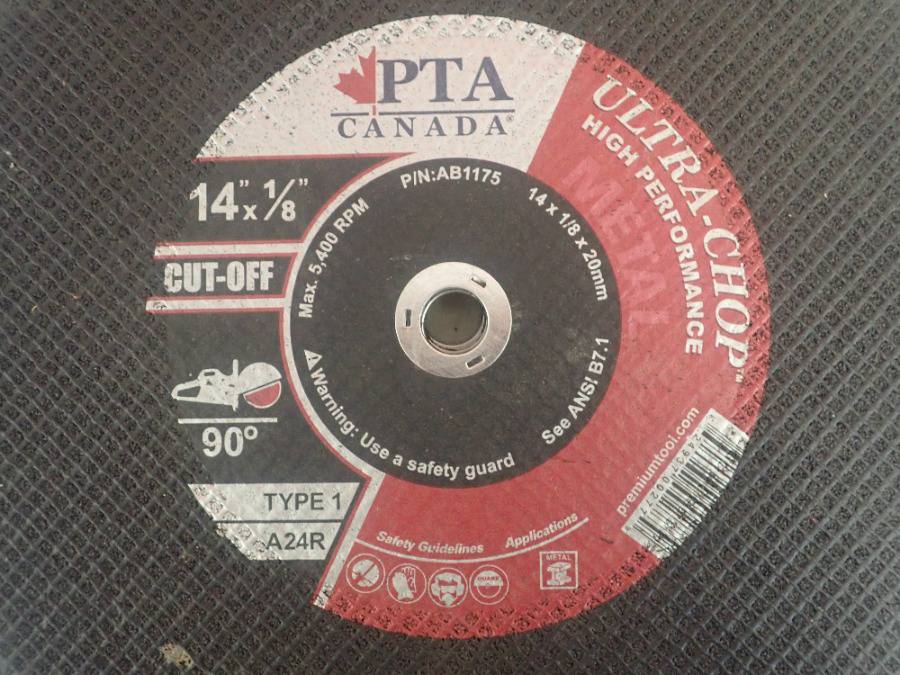 PTA
CANADA®
ULTRA-CHOP™
HIGH PERFORMANCE
METAL
14" x 1/8"
CUT-OFF
90°
TYPE 1
A24R
P/N:AB1175
14 x 1/8 x 20mm
Max. 5,400 RPM
Warning: Use a safety guard
See ANSI B7.1
premiumtool.com
Safety Guidelines
Applications
GUARD
METAL